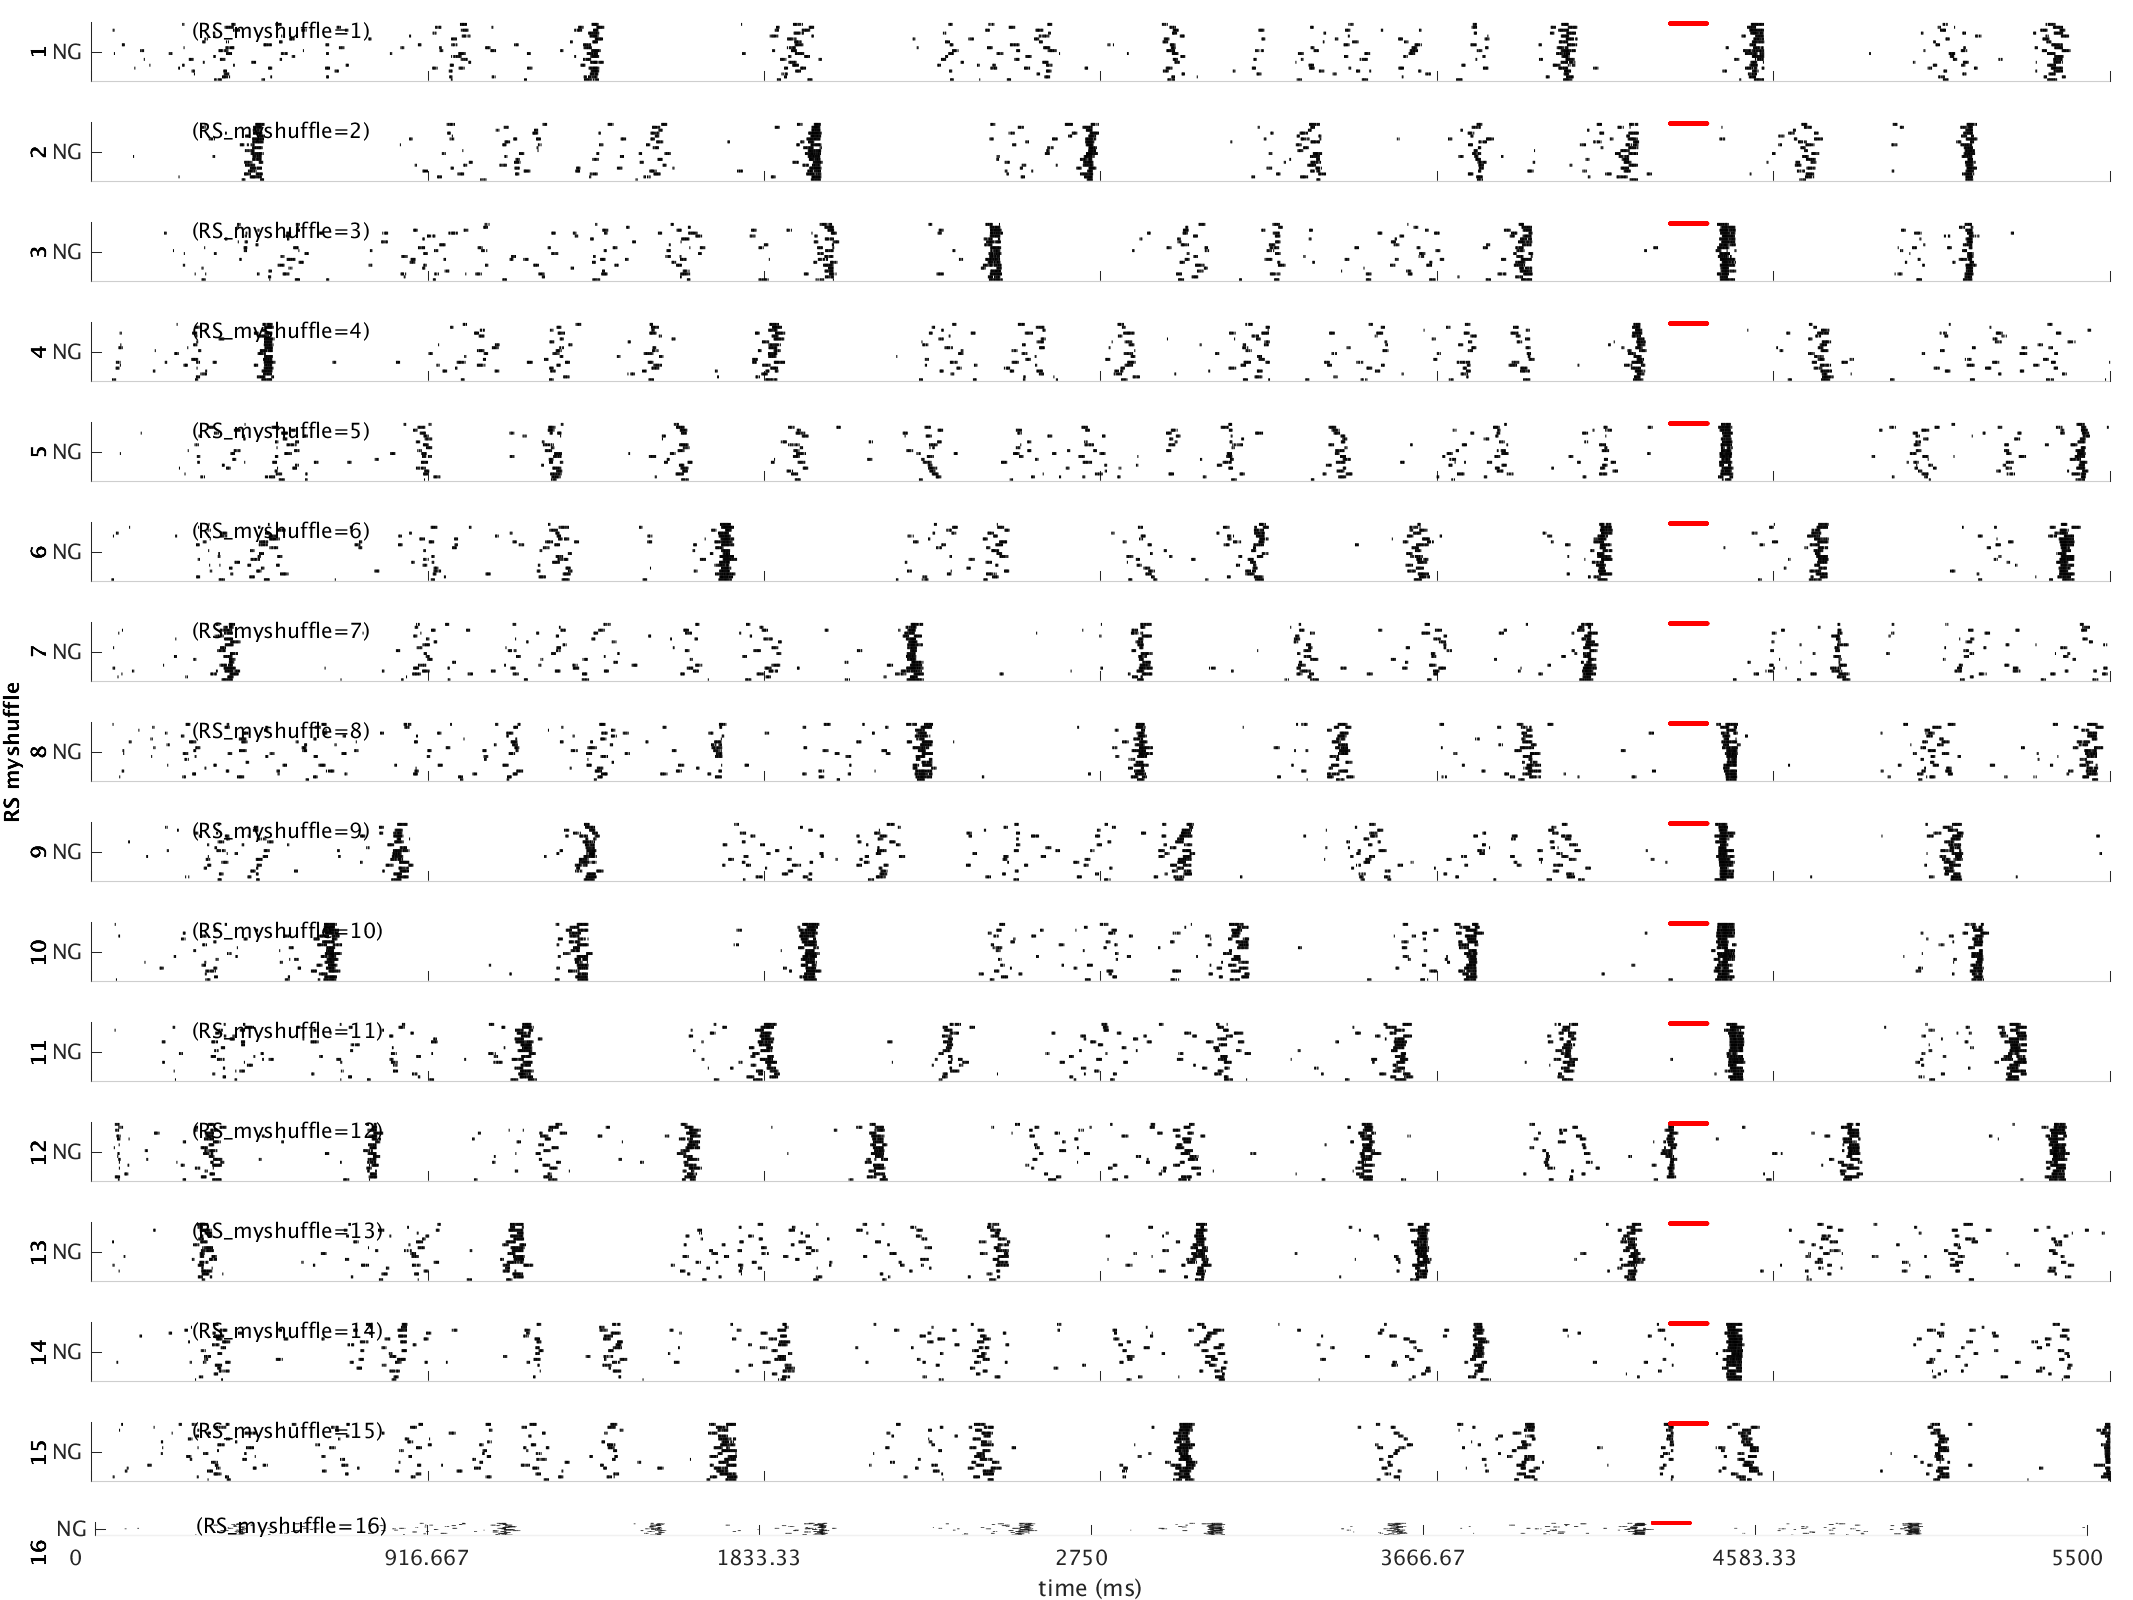 RS myshuffle
1 NG (RS_myshuffle=1)
2 NG (RS_myshuffle=2)
3 NG (RS_myshuffle=3)
4 NG (RS_myshuffle=4)
5 NG (RS_myshuffle=5)
6 NG (RS_myshuffle=6)
7 NG (RS_myshuffle=7)
8 NG (RS_myshuffle=8)
9 NG (RS_myshuffle=9)
10 NG (RS_myshuffle=10)
11 NG (RS_myshuffle=11)
12 NG (RS_myshuffle=12)
13 NG (RS_myshuffle=13)
14 NG (RS_myshuffle=14)
15 NG (RS_myshuffle=15)
16 NG (RS_myshuffle=16)
0 916.667 1833.33 2750 3666.67 4583.33 5500
time (ms)